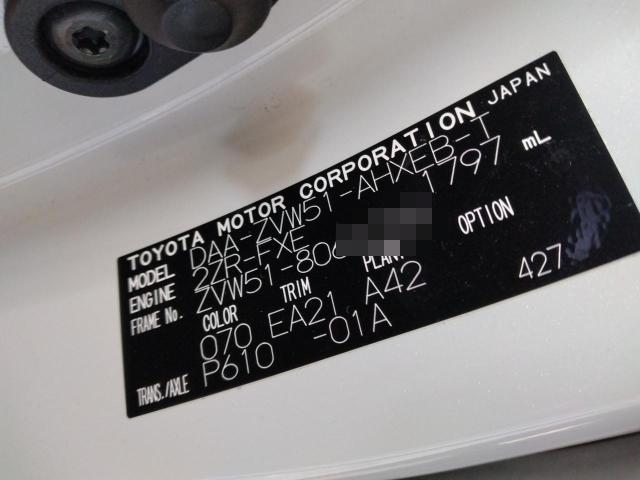 TOYOTA MOTOR CORPORATION JAPAN
MODEL DAA-ZVW51-AHXEB-T
ENGINE 2ZR-FXE 1797 mL
FRAME No. ZVW51-806
COLOR TRIM PLANT OPTION
070 EA21 A42 427
TRANS./AXLE P610 -01A